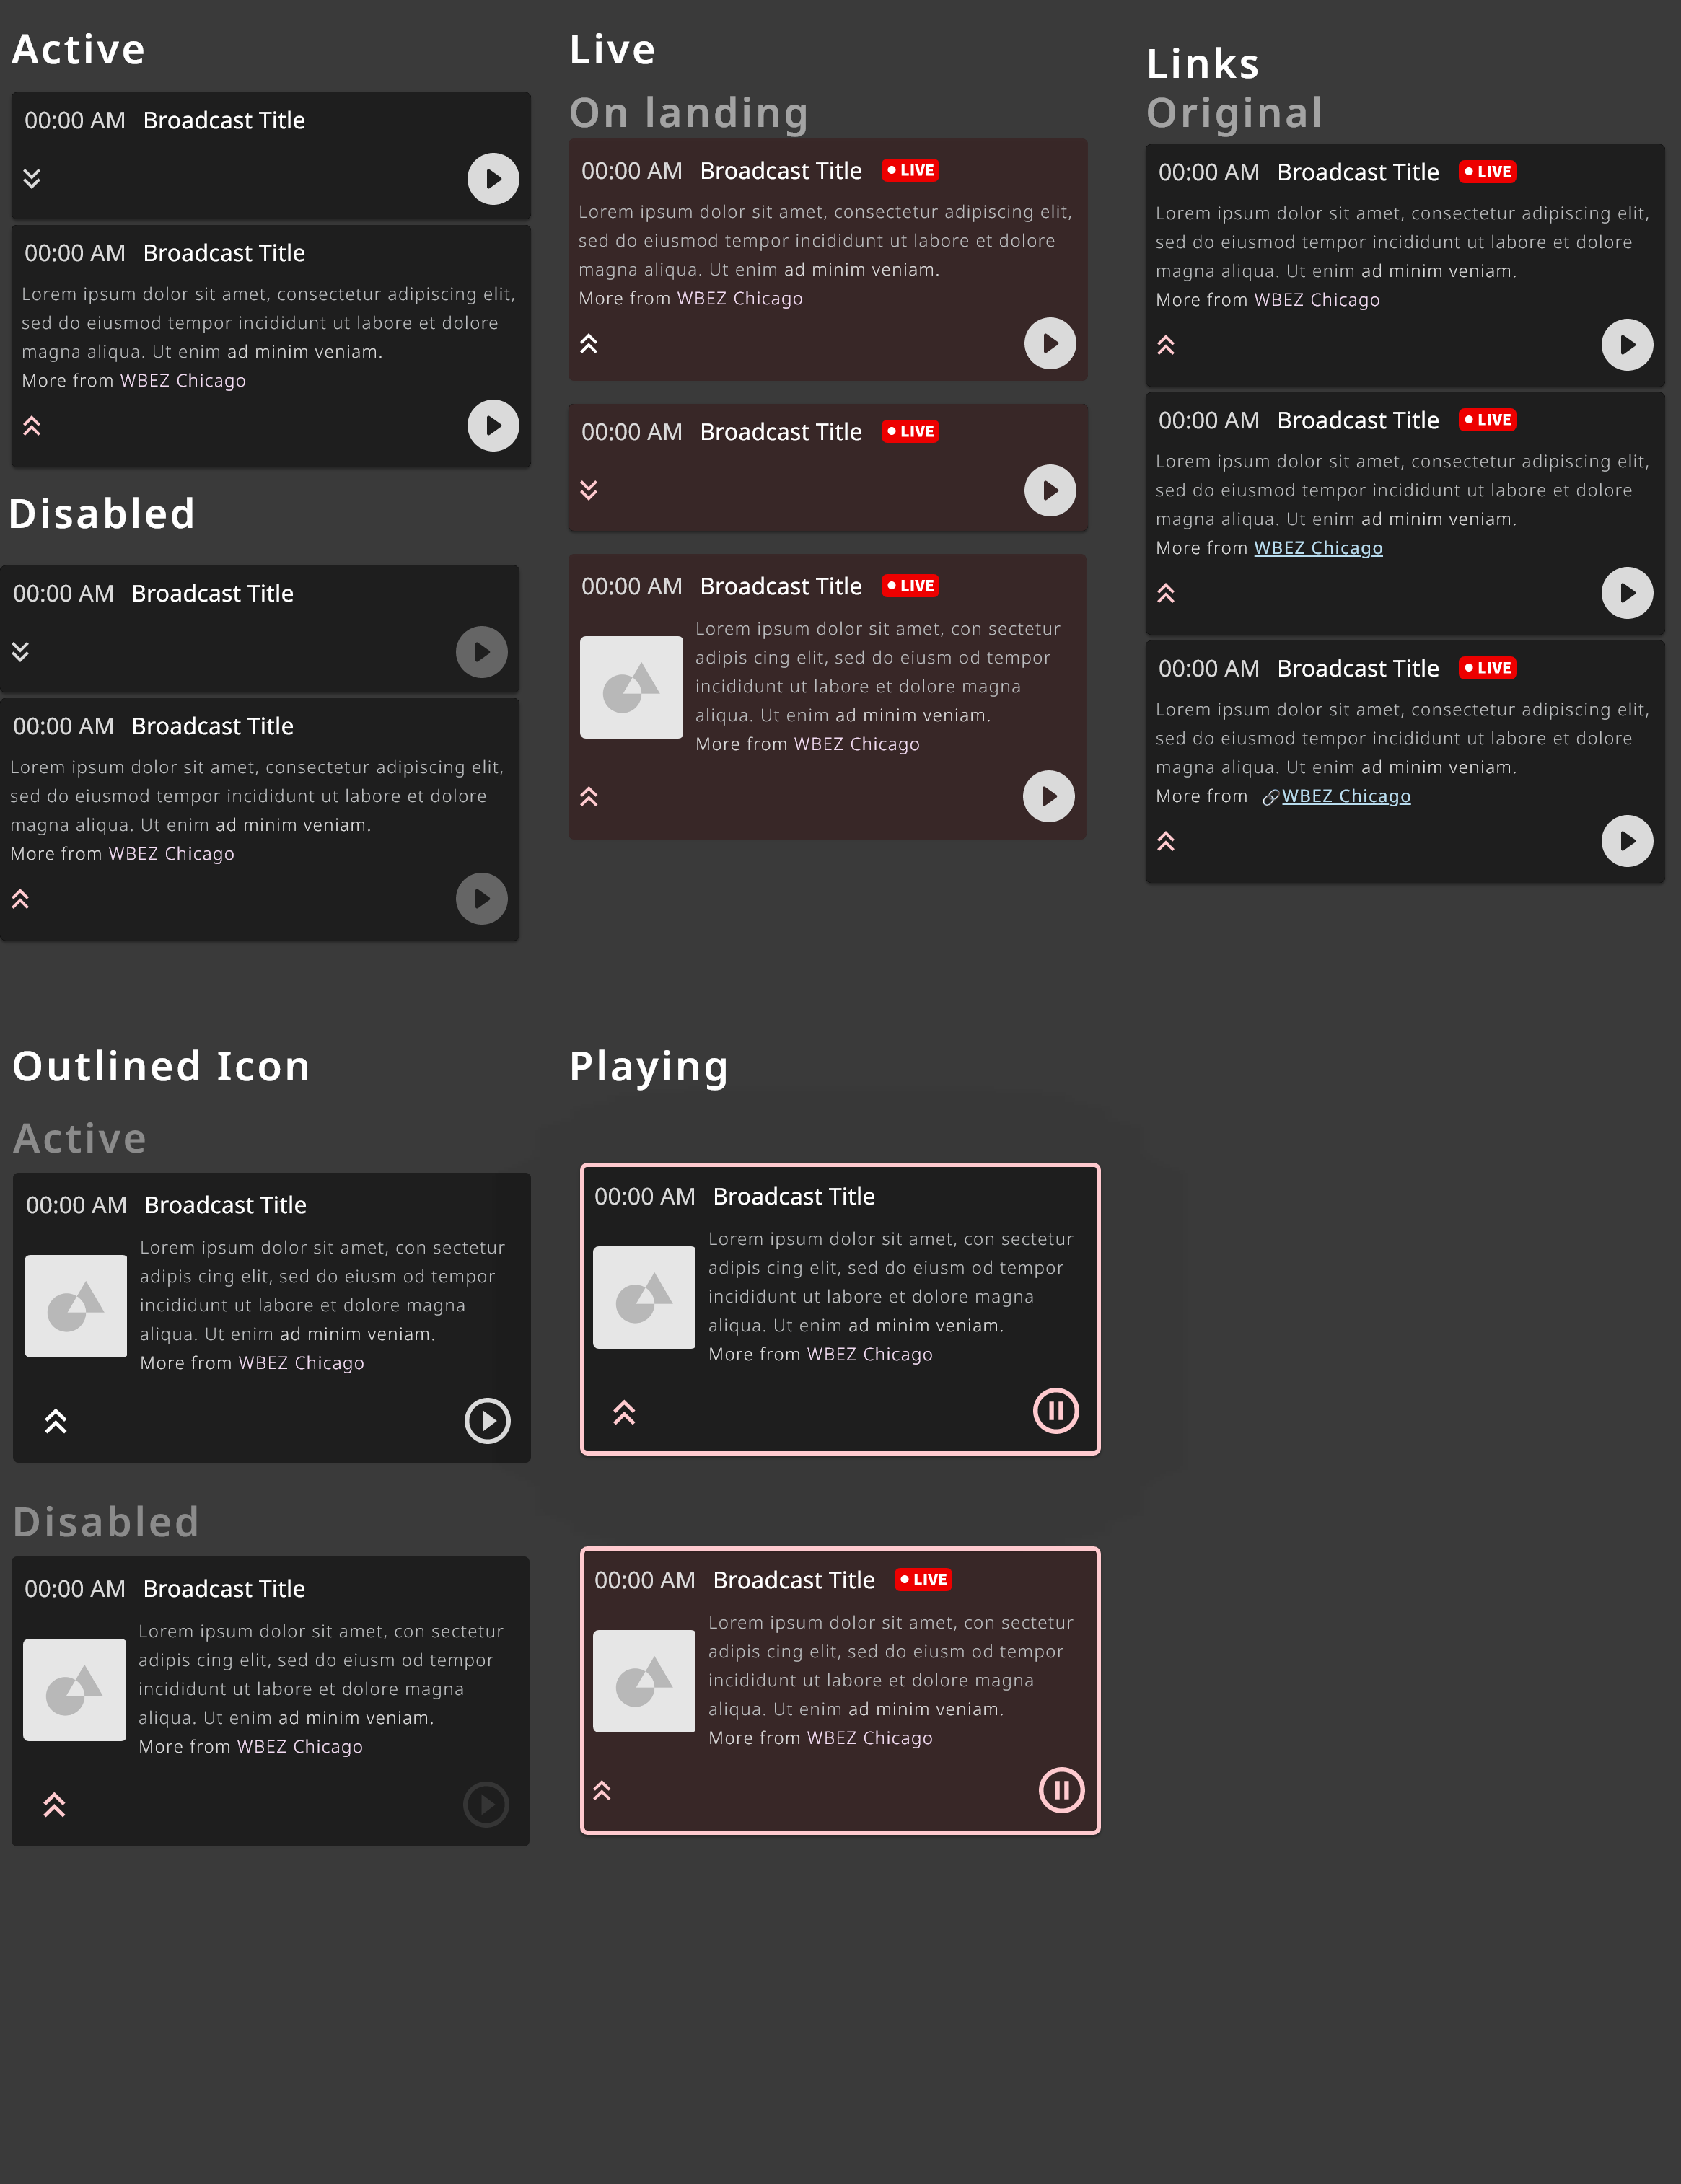 Active
00:00 AM Broadcast Title
00:00 AM Broadcast Title
Lorem ipsum dolor sit amet, consectetur adipiscing elit,
sed do eiusmod tempor incididunt ut labore et dolore
magna aliqua. Ut enim ad minim veniam.
More from WBEZ Chicago
Disabled
00:00 AM Broadcast Title
00:00 AM Broadcast Title
Lorem ipsum dolor sit amet, consectetur adipiscing elit,
sed do eiusmod tempor incididunt ut labore et dolore
magna aliqua. Ut enim ad minim veniam.
More from WBEZ Chicago
Live
On landing
00:00 AM Broadcast Title LIVE
Lorem ipsum dolor sit amet, consectetur adipiscing elit,
sed do eiusmod tempor incididunt ut labore et dolore
magna aliqua. Ut enim ad minim veniam.
More from WBEZ Chicago
00:00 AM Broadcast Title LIVE
00:00 AM Broadcast Title LIVE
Lorem ipsum dolor sit amet, con sectetur
adipis cing elit, sed do eiusm od tempor
incididunt ut labore et dolore magna
aliqua. Ut enim ad minim veniam.
More from WBEZ Chicago
Links
Original
00:00 AM Broadcast Title LIVE
Lorem ipsum dolor sit amet, consectetur adipiscing elit,
sed do eiusmod tempor incididunt ut labore et dolore
magna aliqua. Ut enim ad minim veniam.
More from WBEZ Chicago
00:00 AM Broadcast Title LIVE
Lorem ipsum dolor sit amet, consectetur adipiscing elit,
sed do eiusmod tempor incididunt ut labore et dolore
magna aliqua. Ut enim ad minim veniam.
More from WBEZ Chicago
00:00 AM Broadcast Title LIVE
Lorem ipsum dolor sit amet, consectetur adipiscing elit,
sed do eiusmod tempor incididunt ut labore et dolore
magna aliqua. Ut enim ad minim veniam.
More from WBEZ Chicago
Outlined Icon
Active
00:00 AM Broadcast Title
Lorem ipsum dolor sit amet, con sectetur
adipis cing elit, sed do eiusm od tempor
incididunt ut labore et dolore magna
aliqua. Ut enim ad minim veniam.
More from WBEZ Chicago
Disabled
00:00 AM Broadcast Title
Lorem ipsum dolor sit amet, con sectetur
adipis cing elit, sed do eiusm od tempor
incididunt ut labore et dolore magna
aliqua. Ut enim ad minim veniam.
More from WBEZ Chicago
Playing
00:00 AM Broadcast Title
Lorem ipsum dolor sit amet, con sectetur
adipis cing elit, sed do eiusm od tempor
incididunt ut labore et dolore magna
aliqua. Ut enim ad minim veniam.
More from WBEZ Chicago
00:00 AM Broadcast Title LIVE
Lorem ipsum dolor sit amet, con sectetur
adipis cing elit, sed do eiusm od tempor
incididunt ut labore et dolore magna
aliqua. Ut enim ad minim veniam.
More from WBEZ Chicago